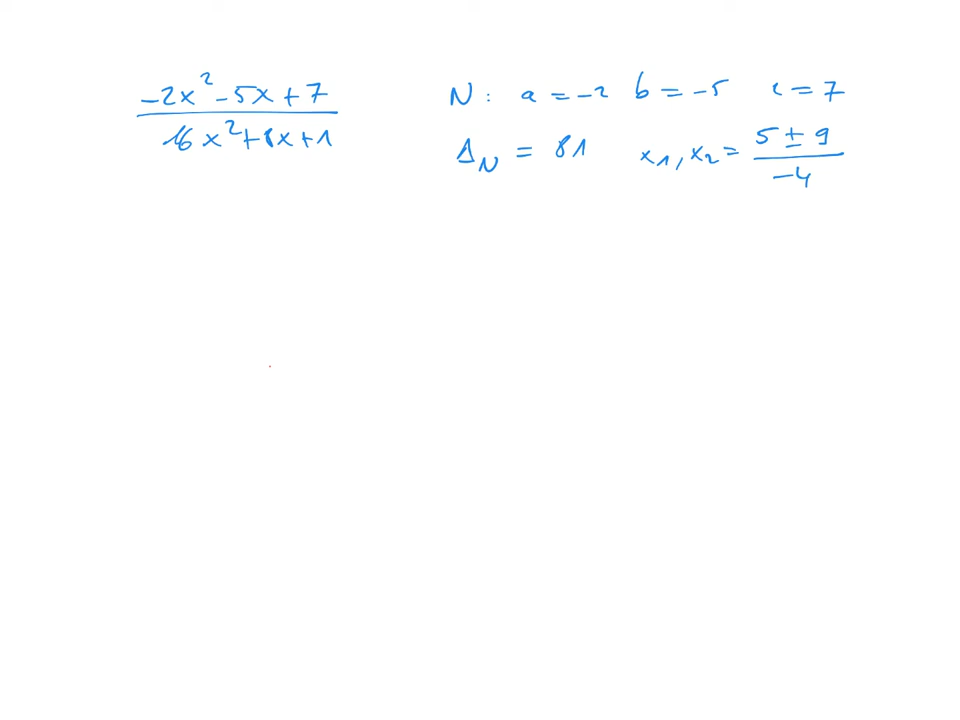 -2x² - 5x + 7
16x² + 8x + 1
N: a = -2 b = -5 c = 7
Δ_N = 81 x₁, x₂ = (5 ± 9)/(-4)